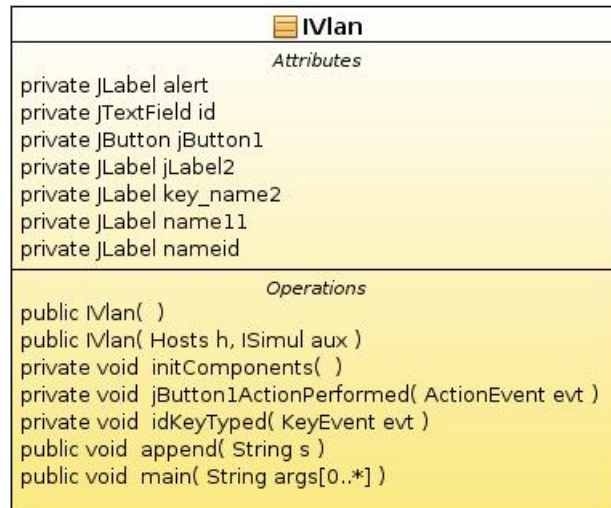 IVlan
Attributes
private JLabel alert
private JTextField id
private JButton jButton1
private JLabel jLabel2
private JLabel key_name2
private JLabel name11
private JLabel nameid
Operations
public IVlan( )
public IVlan( Hosts h, ISimul aux )
private void initComponents( )
private void jButton1ActionPerformed( ActionEvent evt )
private void idKeyTyped( KeyEvent evt )
public void append( String s )
public void main( String args[0..*] )